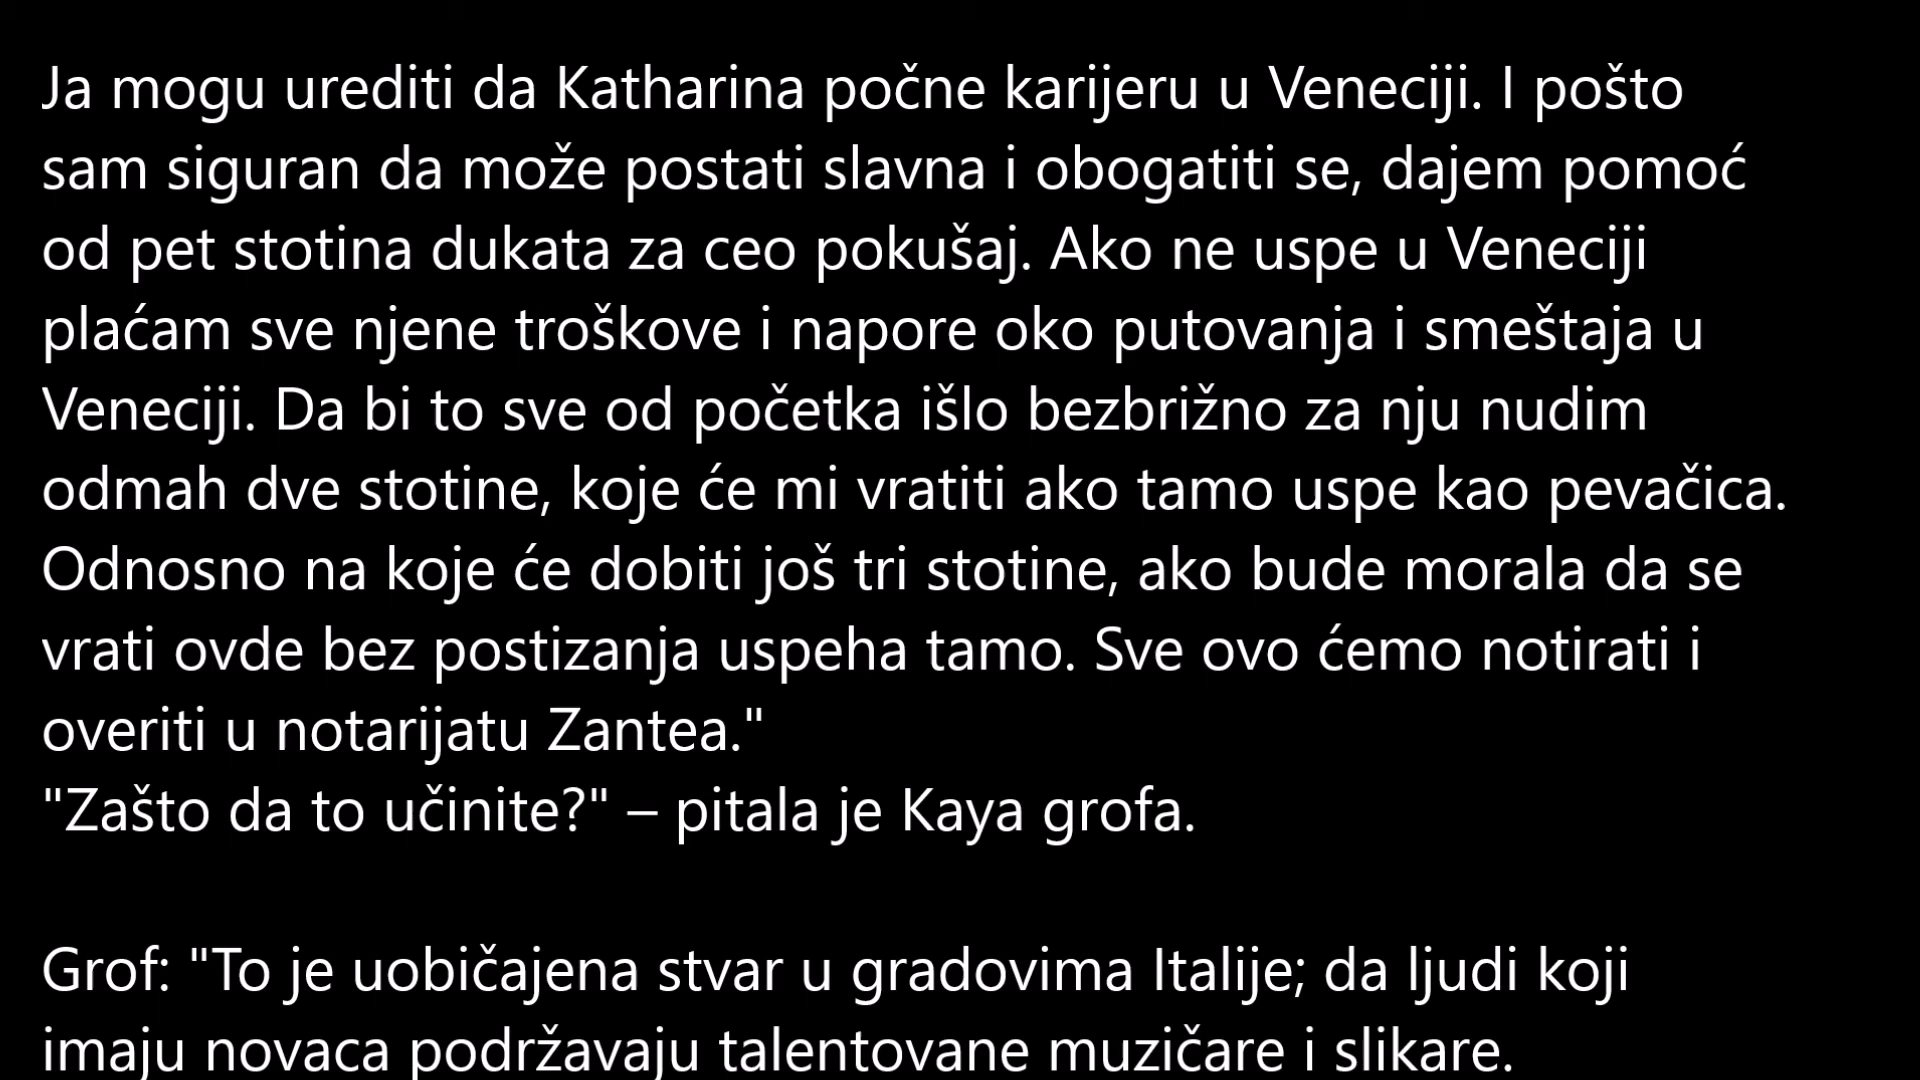 Ja mogu urediti da Katharina počne karijeru u Veneciji. I pošto
sam siguran da može postati slavna i obogatiti se, dajem pomoć
od pet stotina dukata za ceo pokušaj. Ako ne uspe u Veneciji
plaćam sve njene troškove i napore oko putovanja i smeštaja u
Veneciji. Da bi to sve od početka išlo bezbrižno za nju nudim
odmah dve stotine, koje će mi vratiti ako tamo uspe kao pevačica.
Odnosno na koje će dobiti još tri stotine, ako bude morala da se
vrati ovde bez postizanja uspeha tamo. Sve ovo ćemo notirati i
overiti u notarijatu Zantea."
"Zašto da to učinite?" – pitala je Kaya grofa.
Grof: "To je uobičajena stvar u gradovima Italije; da ljudi koji
imaju novaca podržavaju talentovane muzičare i slikare.